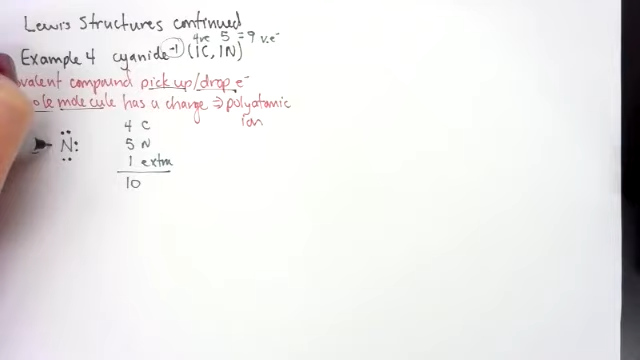 Lewis Structures continued
4ve 5 = 9 v.e⁻
Example 4 cyanide⁻¹ (1C, 1N)
valent compound pick up/drop e⁻
ole molecule has a charge ⇒ polyatomic
ion
4 C
N
5 N
1 extra
10